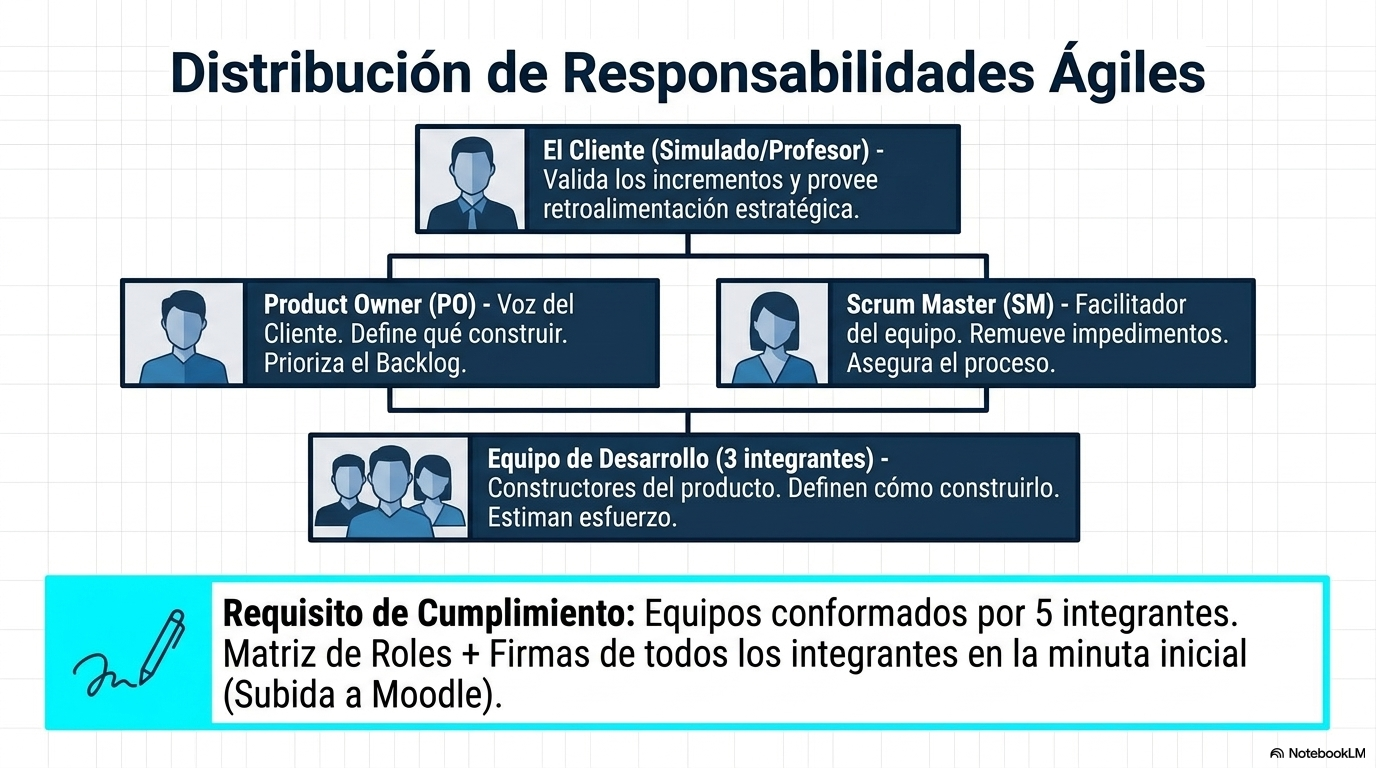 Distribución de Responsabilidades Ágiles
El Cliente (Simulado/Profesor) -
Valida los incrementos y provee
retroalimentación estratégica.
Product Owner (PO) - Voz del
Cliente. Define qué construir.
Prioriza el Backlog.
Scrum Master (SM) - Facilitador
del equipo. Remueve impedimentos.
Asegura el proceso.
Equipo de Desarrollo (3 integrantes) -
Constructores del producto. Definen cómo construirlo.
Estiman esfuerzo.
Requisito de Cumplimiento: Equipos conformados por 5 integrantes.
Matriz de Roles + Firmas de todos los integrantes en la minuta inicial
(Subida a Moodle).
NotebookLM